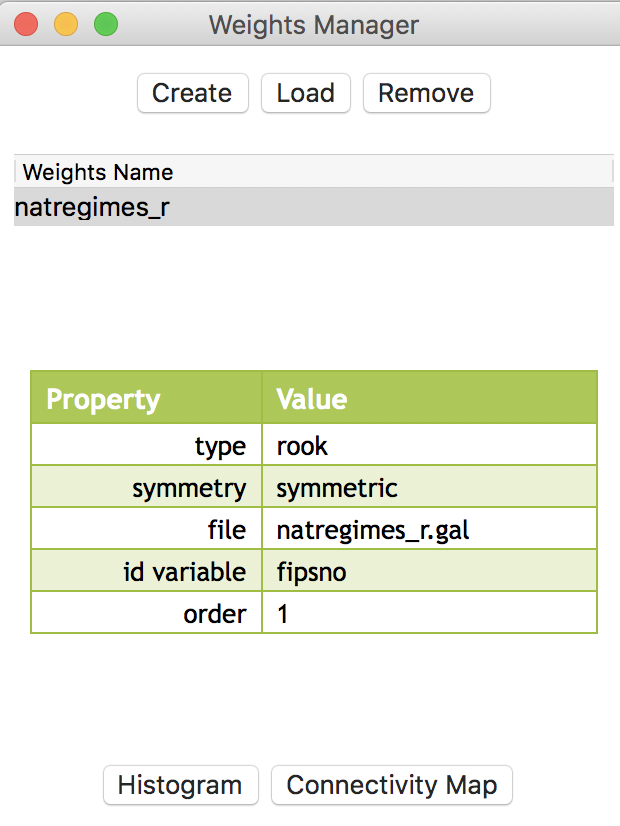 Weights Manager
Create Load Remove
Weights Name
natregimes_r
Property Value
type rook
symmetry symmetric
file natregimes_r.gal
id variable fipsno
order 1
Histogram Connectivity Map